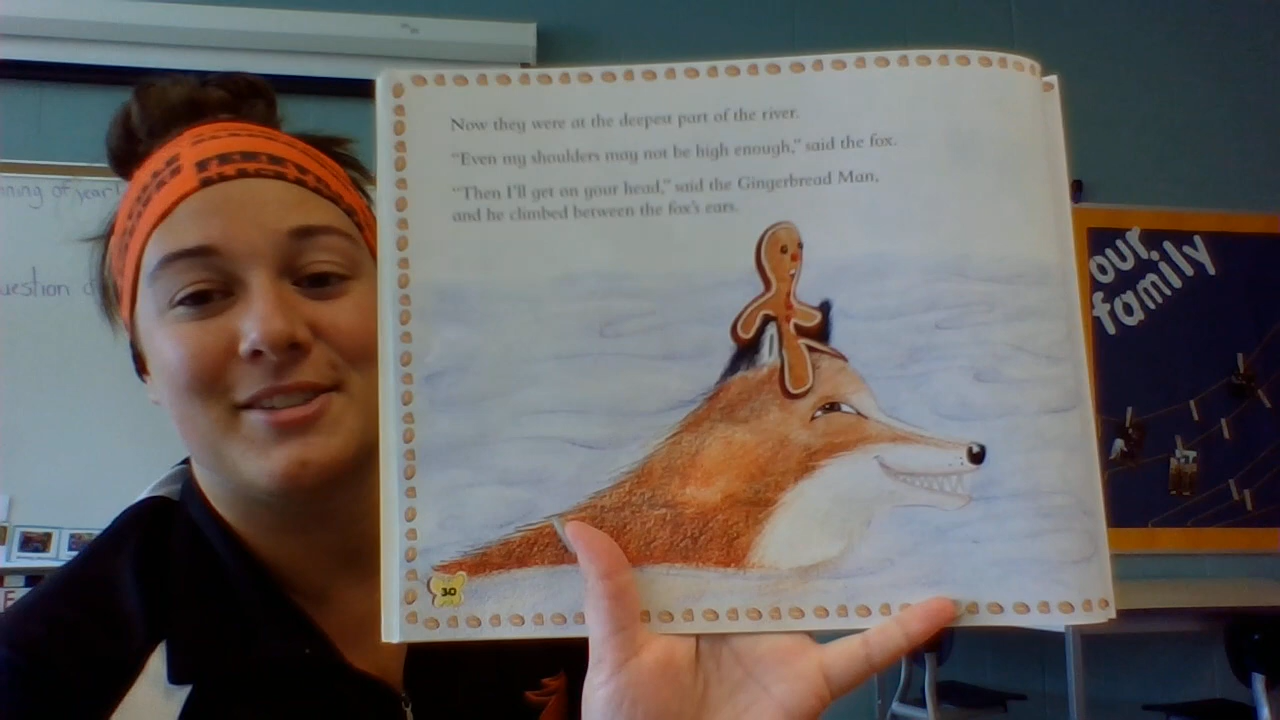 Now they were at the deepest part of the river.
"Even my shoulders may not be high enough," said the fox.
"Then I'll get on your head," said the Gingerbread Man,
and he climbed between the fox's ears.
30
our
family
of year